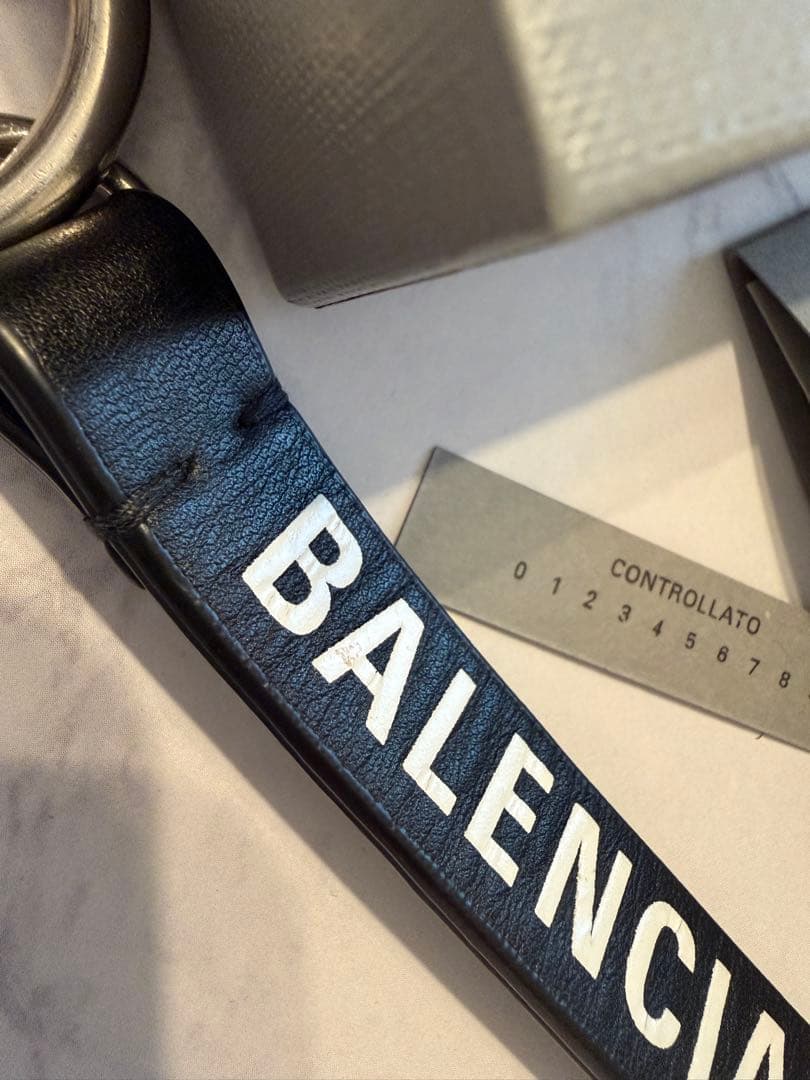 BALENCIA
CONTROLLATO
0 1 2 3 4 5 6 7 8